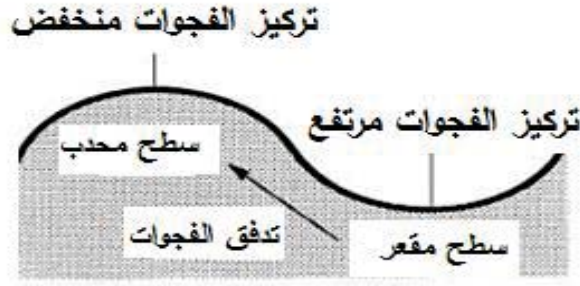 تركيز الفجوات منخفض
تركيز الفجوات مرتفع
سطح محدب
تدفق الفجوات
سطح مقعر